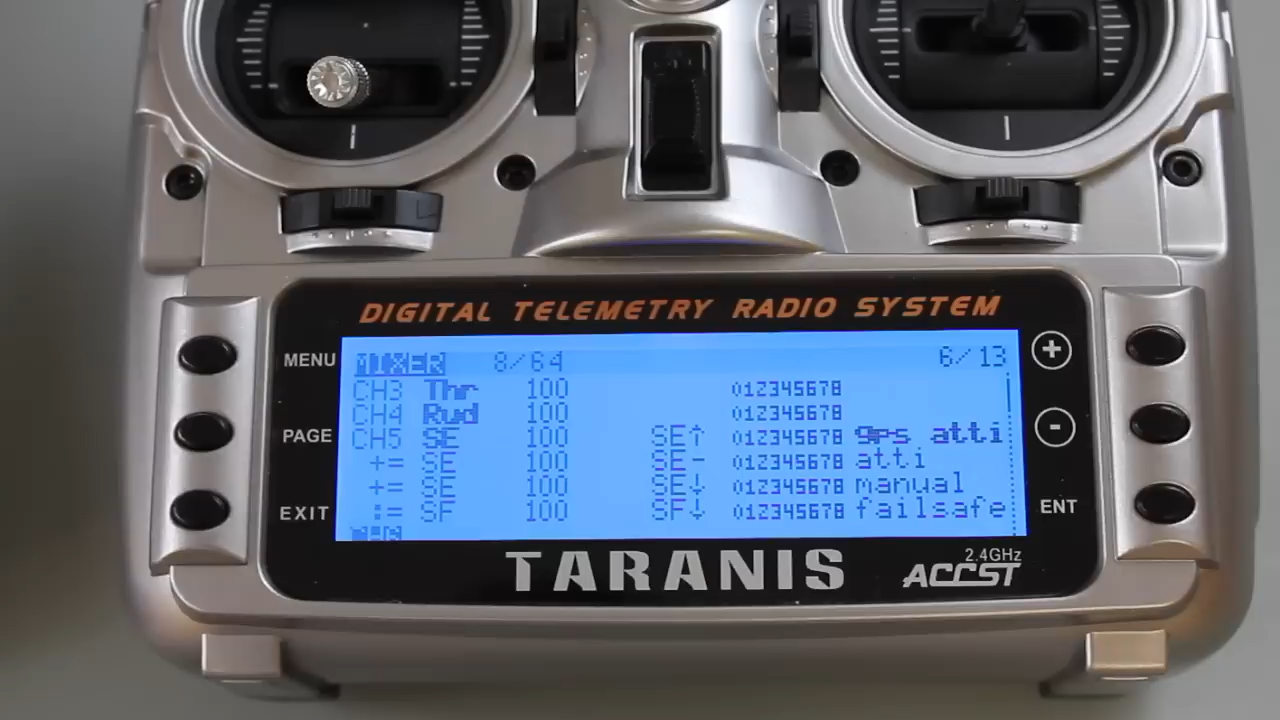 DIGITAL TELEMETRY RADIO SYSTEM
MENU
PAGE
EXIT
MIXER 8/64 6/13
CH3 Thr 100 012345678
CH4 Rud 100 012345678
CH5 SE 100 SE↑ 012345678 gps atti
+= SE 100 SE- 012345678 atti
+= SE 100 SE↓ 012345678 manual
:= SF 100 SF↓ 012345678 failsafe
+
-
ENT
TARANIS
2.4GHz
ACCST